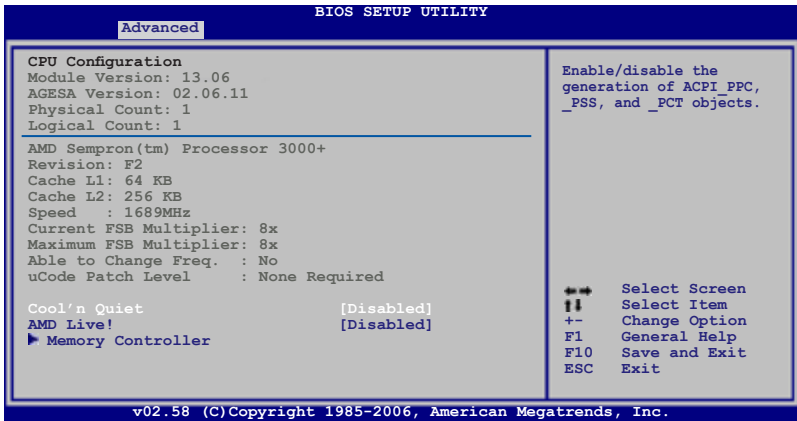 BIOS SETUP UTILITY
Advanced
CPU Configuration
Module Version: 13.06
AGESA Version: 02.06.11
Physical Count: 1
Logical Count: 1
AMD Sempron(tm) Processor 3000+
Revision: F2
Cache L1: 64 KB
Cache L2: 256 KB
Speed : 1689MHz
Current FSB Multiplier: 8x
Maximum FSB Multiplier: 8x
Able to Change Freq. : No
uCode Patch Level : None Required
Cool'n Quiet [Disabled]
AMD Live! [Disabled]
Memory Controller
Enable/disable the
generation of ACPI_PPC,
_PSS, and _PCT objects.
Select Screen
Select Item
+- Change Option
F1 General Help
F10 Save and Exit
ESC Exit
v02.58 (C)Copyright 1985-2006, American Megatrends, Inc.